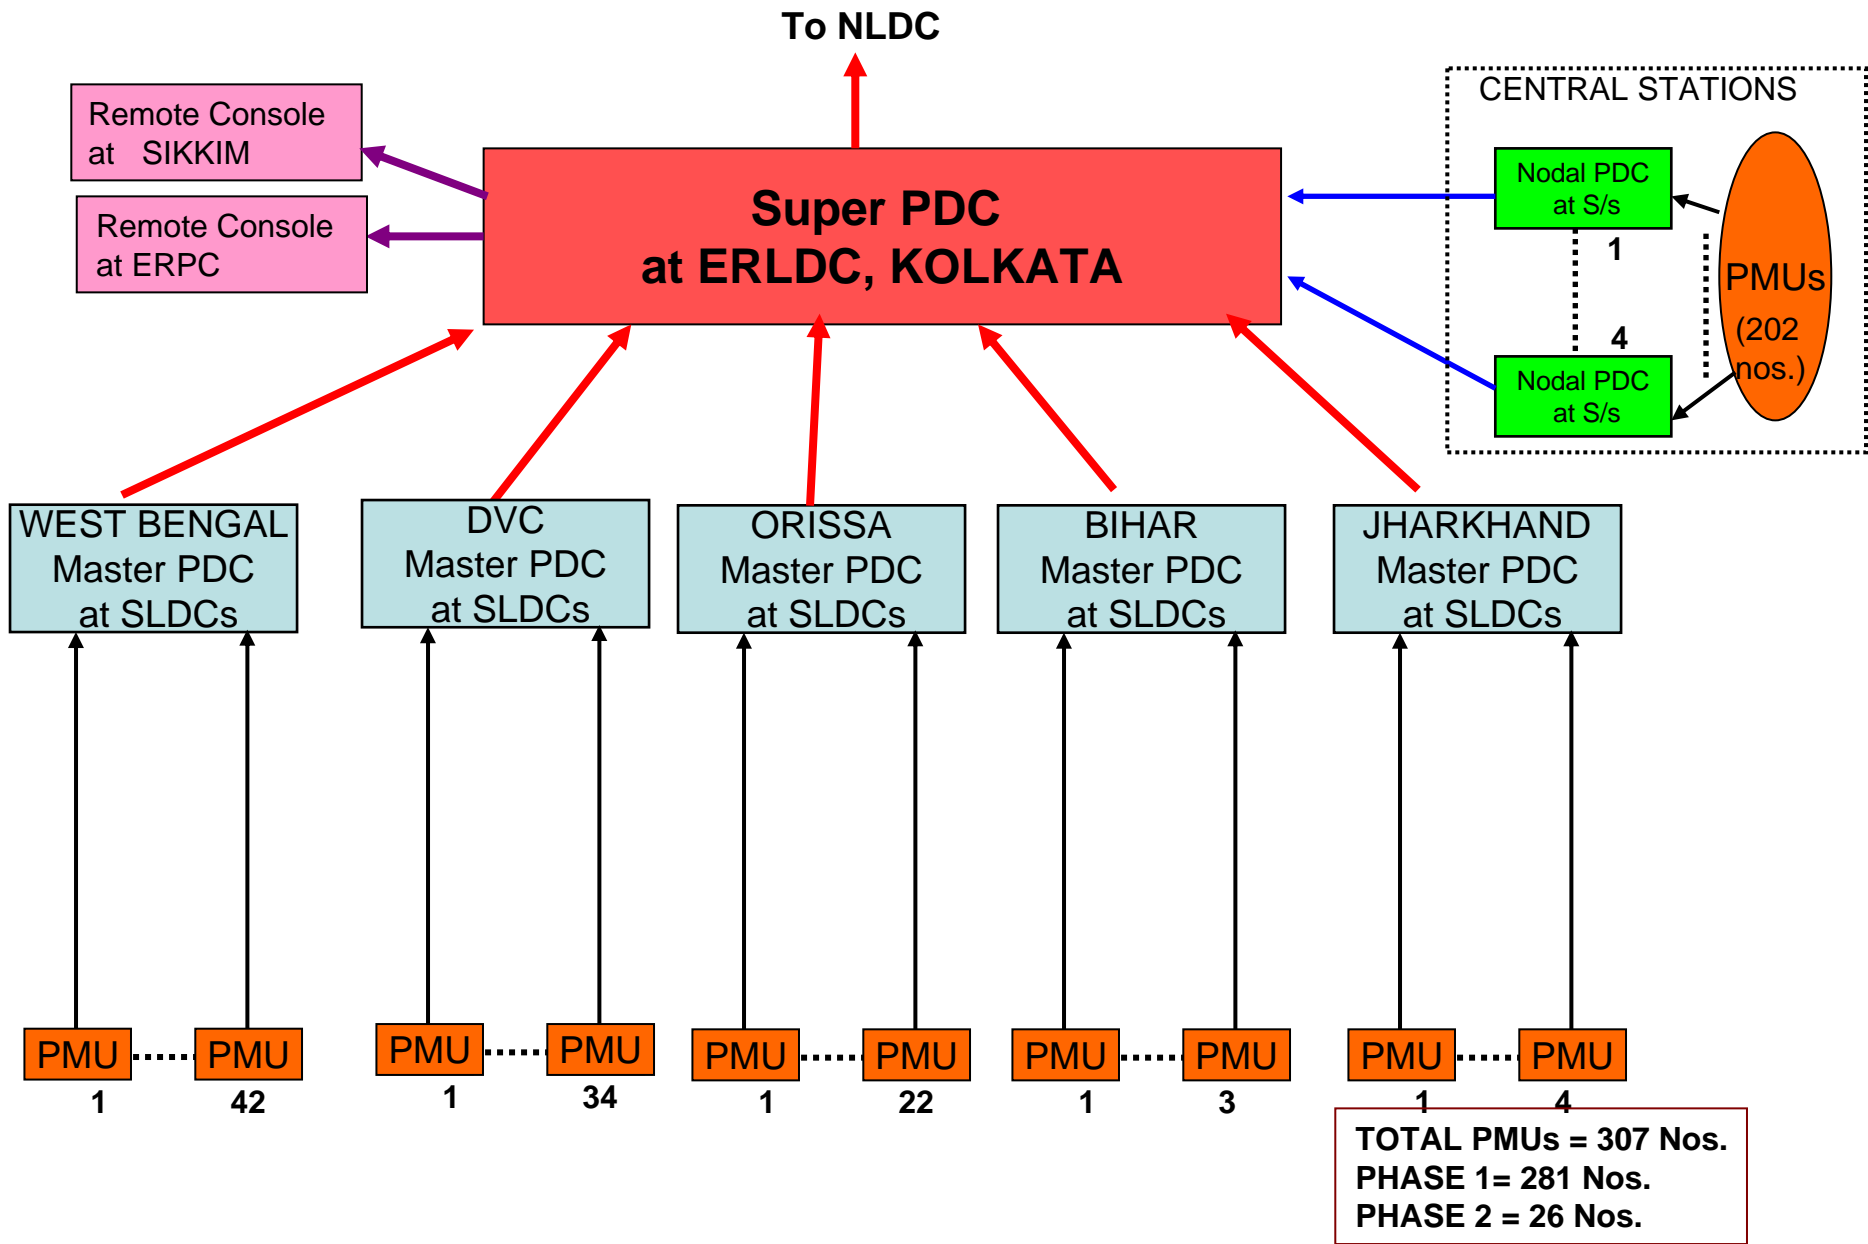 To NLDC
Remote Console
at SIKKIM
Remote Console
at ERPC
Super PDC
at ERLDC, KOLKATA
CENTRAL STATIONS
Nodal PDC
at S/s
1
4
Nodal PDC
at S/s
PMUs
(202
nos.)
WEST BENGAL
Master PDC
at SLDCs
DVC
Master PDC
at SLDCs
ORISSA
Master PDC
at SLDCs
BIHAR
Master PDC
at SLDCs
JHARKHAND
Master PDC
at SLDCs
PMU
1
PMU
42
PMU
1
PMU
34
PMU
1
PMU
22
PMU
1
PMU
3
PMU
1
PMU
4
TOTAL PMUs = 307 Nos.
PHASE 1= 281 Nos.
PHASE 2 = 26 Nos.